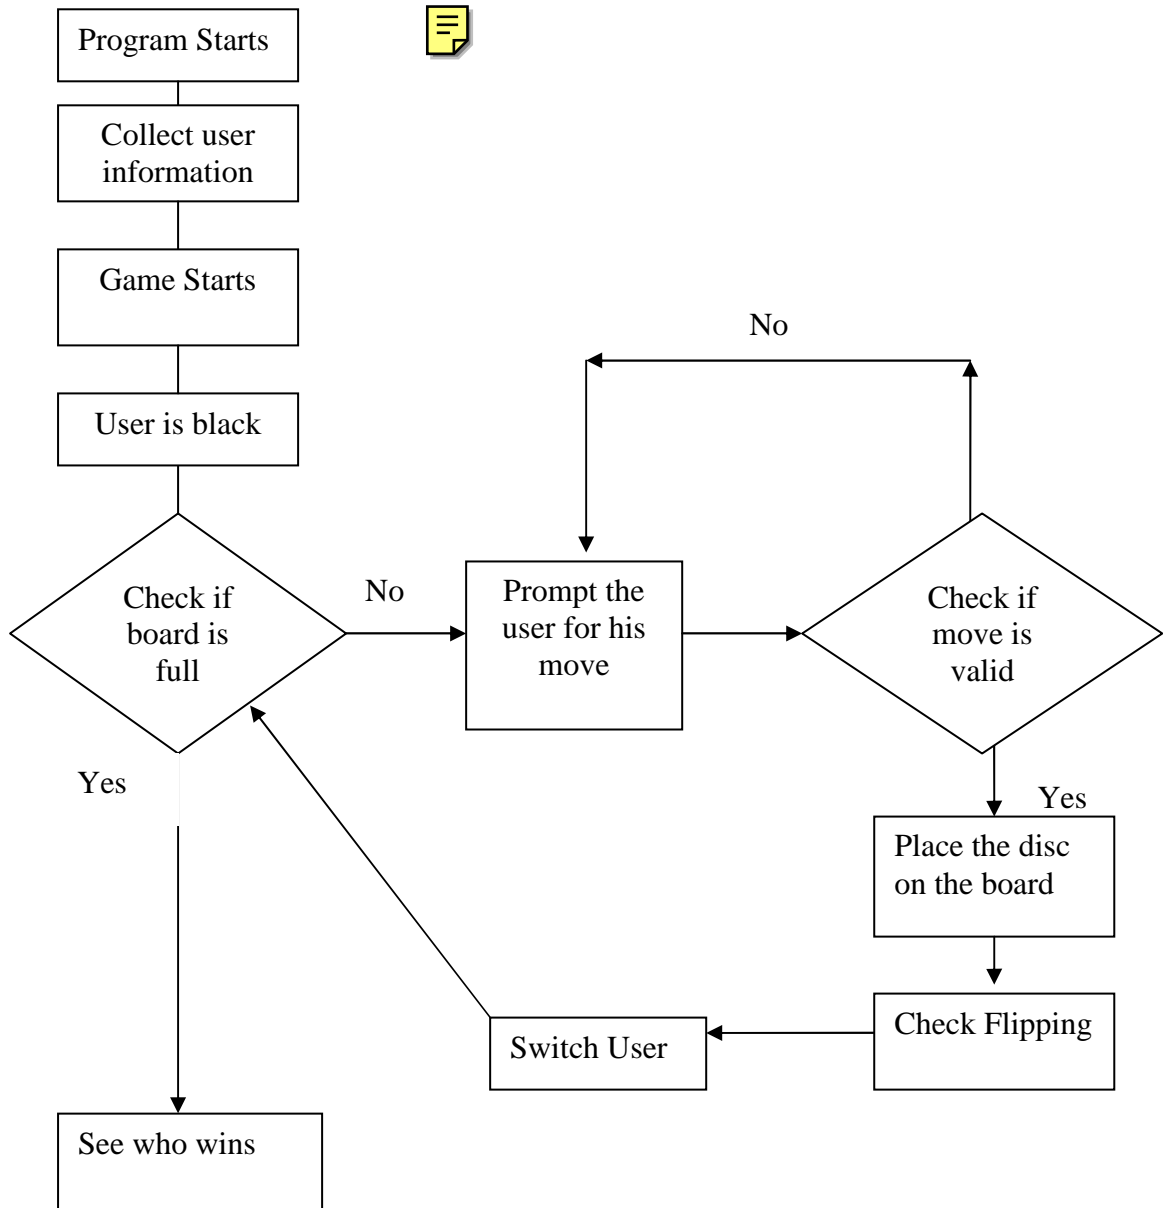 Program Starts
Collect user
information
Game Starts
No
User is black
Check if
board is
full
No
Prompt the
user for his
move
Check if
move is
valid
Yes
Yes
Place the disc
on the board
Check Flipping
Switch User
See who wins